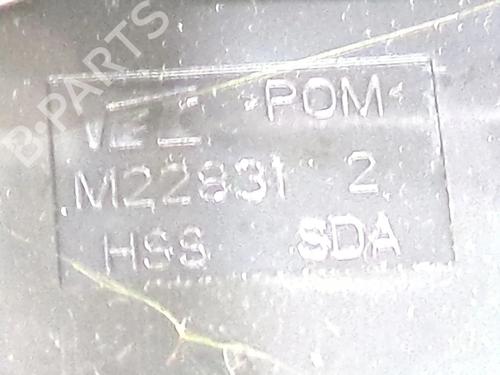 B-PARTS
>POM<
M22831 2
HSS SDA